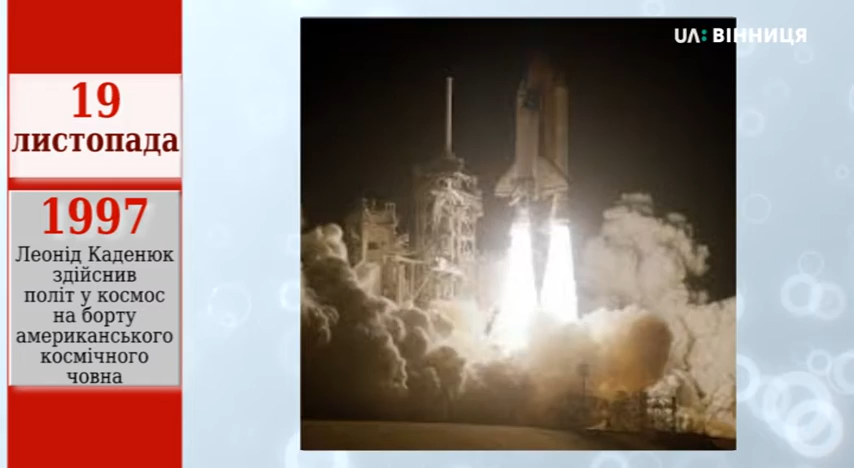 UA: ВІННИЦЯ
19
листопада
1997
Леонід Каденюк
здійснив
політ у космос
на борту
американського
космічного
човна